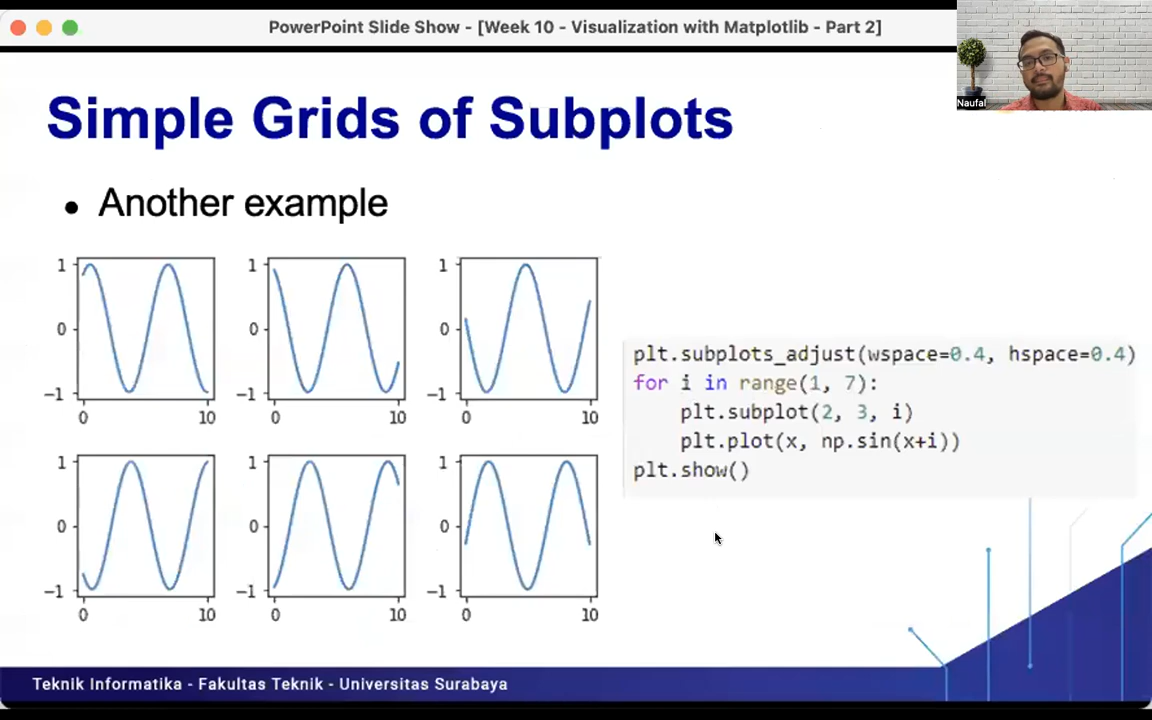 PowerPoint Slide Show - [Week 10 - Visualization with Matplotlib - Part 2]
Naufal
Simple Grids of Subplots
• Another example
1
0
−1
0 10
1
0
−1
0 10
1
0
−1
0 10
1
0
−1
0 10
1
0
−1
0 10
1
0
−1
0 10
plt.subplots_adjust(wspace=0.4, hspace=0.4)
for i in range(1, 7):
    plt.subplot(2, 3, i)
    plt.plot(x, np.sin(x+i))
plt.show()
Teknik Informatika - Fakultas Teknik - Universitas Surabaya